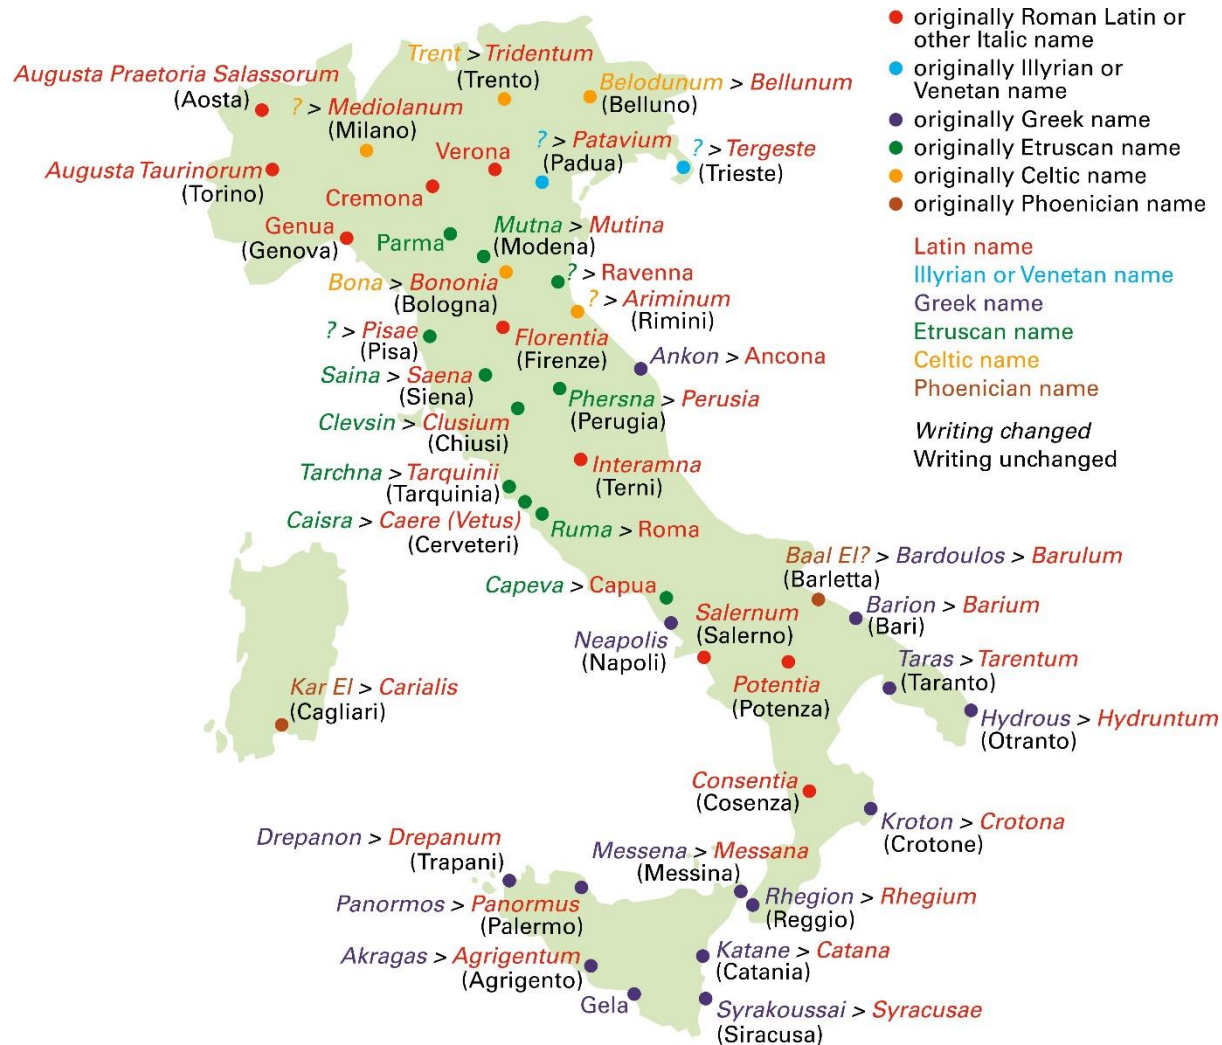 Augusta Praetoria Salassorum
(Aosta)
Trent > Tridentum
(Trento)
Belodunum > Bellunum
(Belluno)
? > Mediolanum
(Milano)
Augusta Taurinorum
(Torino)
Verona
? > Patavium
(Padua)
? > Tergeste
(Trieste)
Cremona
Genua
(Genova)
Parma
Mutna > Mutina
(Modena)
Bona > Bononia
(Bologna)
? > Ravenna
? > Ariminum
(Rimini)
? > Pisae
(Pisa)
Florentia
(Firenze)
Ankon > Ancona
Saina > Saena
(Siena)
Phersna > Perusia
(Perugia)
Clevsin > Clusium
(Chiusi)
Interamna
(Terni)
Tarchna > Tarquinii
(Tarquinia)
Caisra > Caere (Vetus)
(Cerveteri)
Ruma > Roma
Capeva > Capua
Neapolis
(Napoli)
Salernum
(Salerno)
Baal El? > Bardoulos > Barulum
(Barletta)
Barion > Barium
(Bari)
Potentia
(Potenza)
Taras > Tarentum
(Taranto)
Hydrous > Hydruntum
(Otranto)
Kar El > Carialis
(Cagliari)
Consentia
(Cosenza)
Kroton > Crotona
(Crotone)
Drepanon > Drepanum
(Trapani)
Messena > Messana
(Messina)
Panormos > Panormus
(Palermo)
Rhegion > Rhegium
(Reggio)
Akragas > Agrigentum
(Agrigento)
Katane > Catana
(Catania)
Gela
Syrakoussai > Syracusae
(Siracusa)
originally Roman Latin or
other Italic name
originally Illyrian or
Venetan name
originally Greek name
originally Etruscan name
originally Celtic name
originally Phoenician name
Latin name
Illyrian or Venetan name
Greek name
Etruscan name
Celtic name
Phoenician name
Writing changed
Writing unchanged